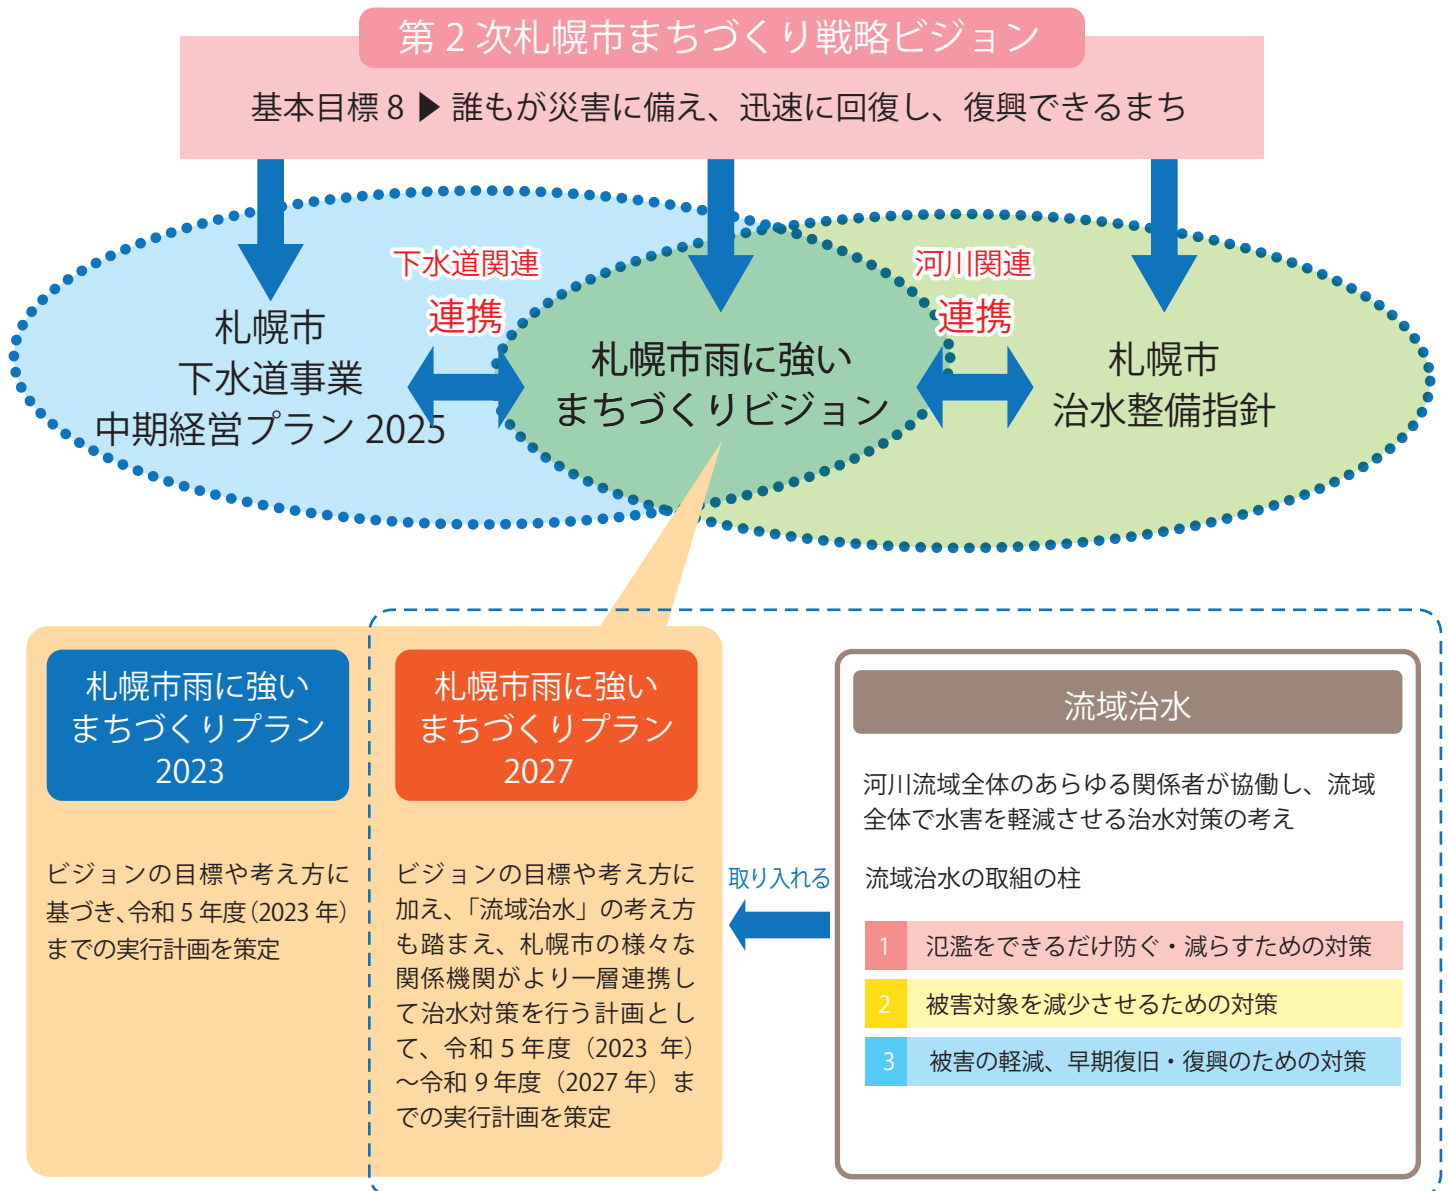 第 2 次札幌市まちづくり戦略ビジョン
基本目標 8 ▶ 誰もが災害に備え、迅速に回復し、復興できるまち
下水道関連
連携
河川関連
連携
札幌市
下水道事業
中期経営プラン 2025
札幌市雨に強い
まちづくりビジョン
札幌市
治水整備指針
札幌市雨に強い
まちづくりプラン
2023
ビジョンの目標や考え方に
基づき、令和 5 年度（2023 年）
までの実行計画を策定
札幌市雨に強い
まちづくりプラン
2027
ビジョンの目標や考え方に
加え、「流域治水」の考え方
も踏まえ、札幌市の様々な
関係機関がより一層連携し
て治水対策を行う計画とし
て、令和 5 年度（2023 年）
～令和 9 年度（2027 年）ま
での実行計画を策定
取り入れる
流域治水
河川流域全体のあらゆる関係者が協働し、流域
全体で水害を軽減させる治水対策の考え
流域治水の取組の柱
1 氾濫をできるだけ防ぐ・減らすための対策
2 被害対象を減少させるための対策
3 被害の軽減、早期復旧・復興のための対策